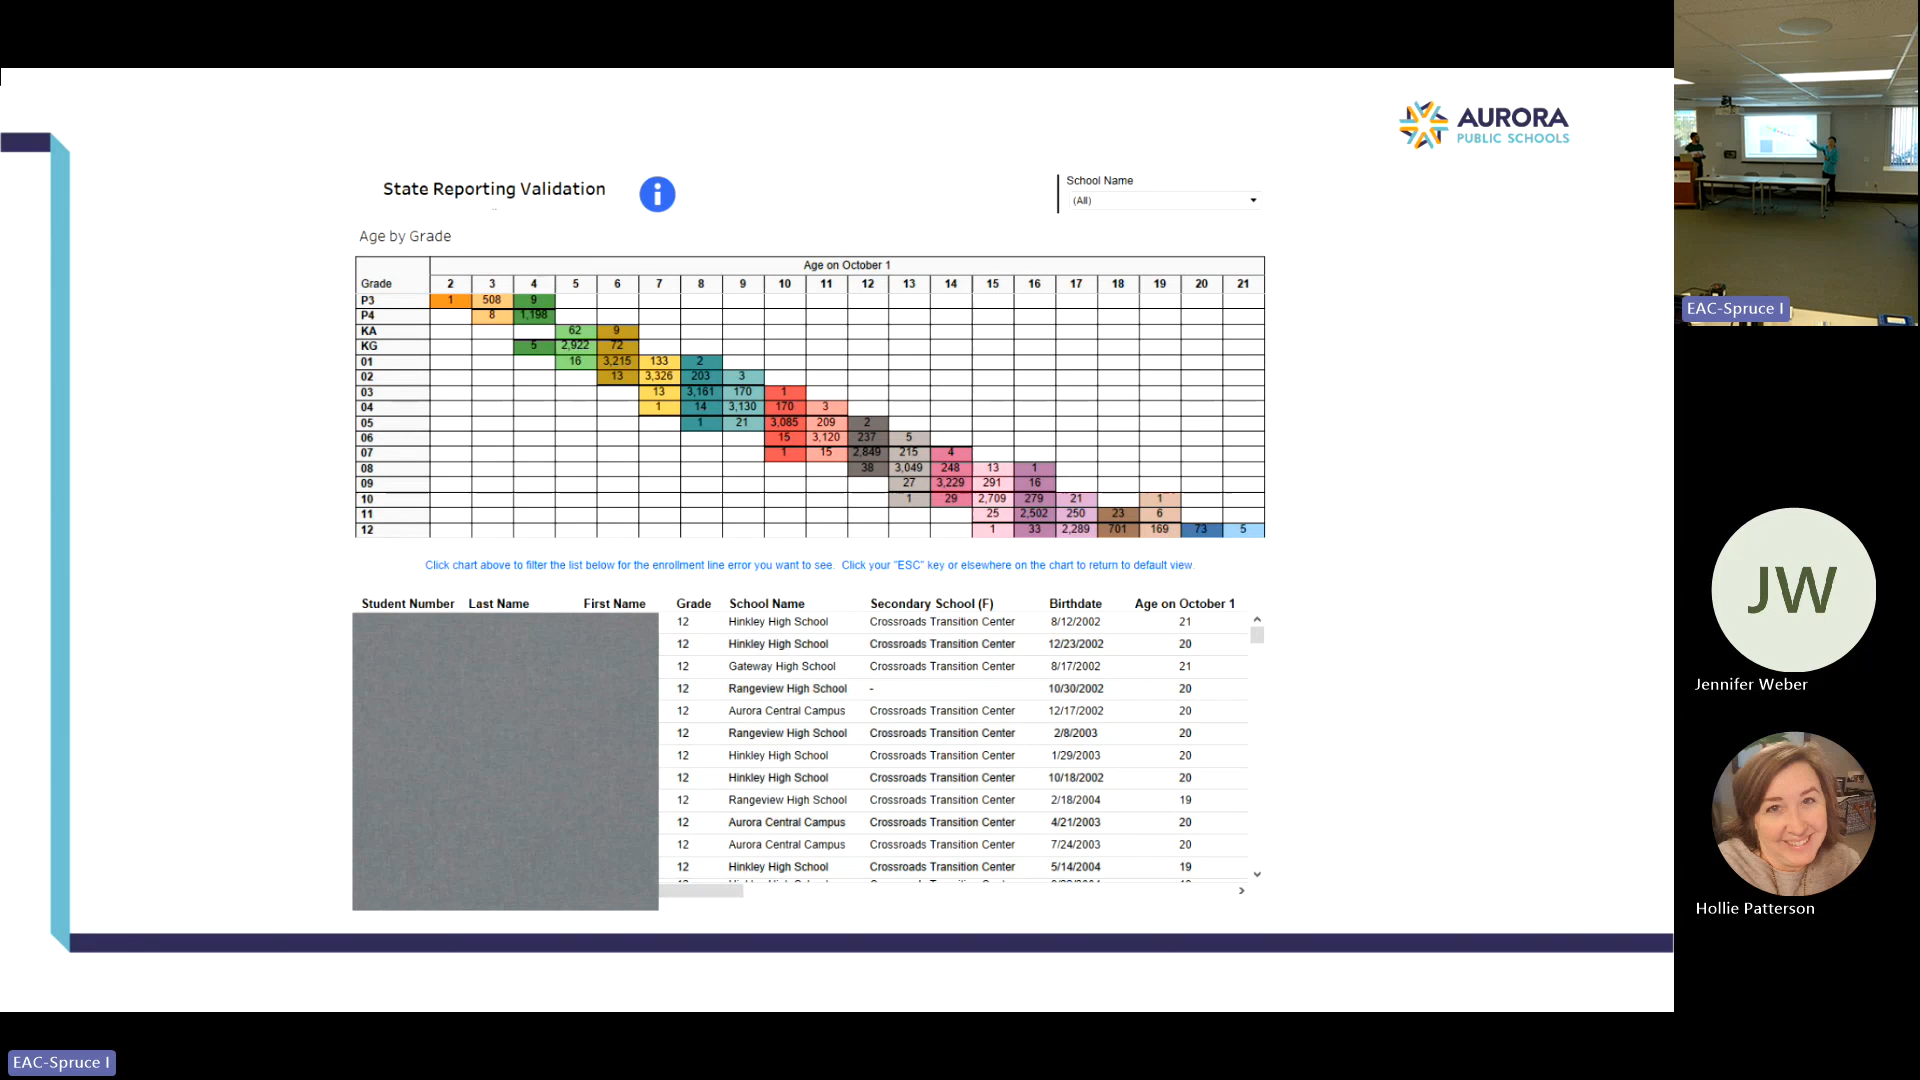 AURORA
PUBLIC SCHOOLS
State Reporting Validation
i
School Name
(All)
Age by Grade
Age on October 1
Grade 2 3 4 5 6 7 8 9 10 11 12 13 14 15 16 17 18 19 20 21
P3 1 508 9
P4 8 1,198
KA 62 9
KG 5 2,922 72
01 16 3,215 133 2
02 13 3,326 203 3
03 13 3,161 170 1
04 1 14 3,130 170 3
05 1 21 3,085 209 2
06 15 3,120 237 5
07 1 15 2,849 215 4
08 38 3,049 248 13 1
09 27 3,229 291 16
10 1 29 2,709 279 21 1
11 25 2,502 250 23 6
12 1 33 2,289 701 169 73 5
Click chart above to filter the list below for the enrollment line error you want to see. Click your "ESC" key or elsewhere on the chart to return to default view.
Student Number Last Name First Name Grade School Name Secondary School (F) Birthdate Age on October 1
12 Hinkley High School Crossroads Transition Center 8/12/2002 21
12 Hinkley High School Crossroads Transition Center 12/23/2002 20
12 Gateway High School Crossroads Transition Center 8/17/2002 21
12 Rangeview High School - 10/30/2002 20
12 Aurora Central Campus Crossroads Transition Center 12/17/2002 20
12 Rangeview High School Crossroads Transition Center 2/8/2003 20
12 Hinkley High School Crossroads Transition Center 1/29/2003 20
12 Hinkley High School Crossroads Transition Center 10/18/2002 20
12 Rangeview High School Crossroads Transition Center 2/18/2004 19
12 Aurora Central Campus Crossroads Transition Center 4/21/2003 20
12 Aurora Central Campus Crossroads Transition Center 7/24/2003 20
12 Hinkley High School Crossroads Transition Center 5/14/2004 19
EAC-Spruce I
EAC-Spruce I
JW
Jennifer Weber
Hollie Patterson